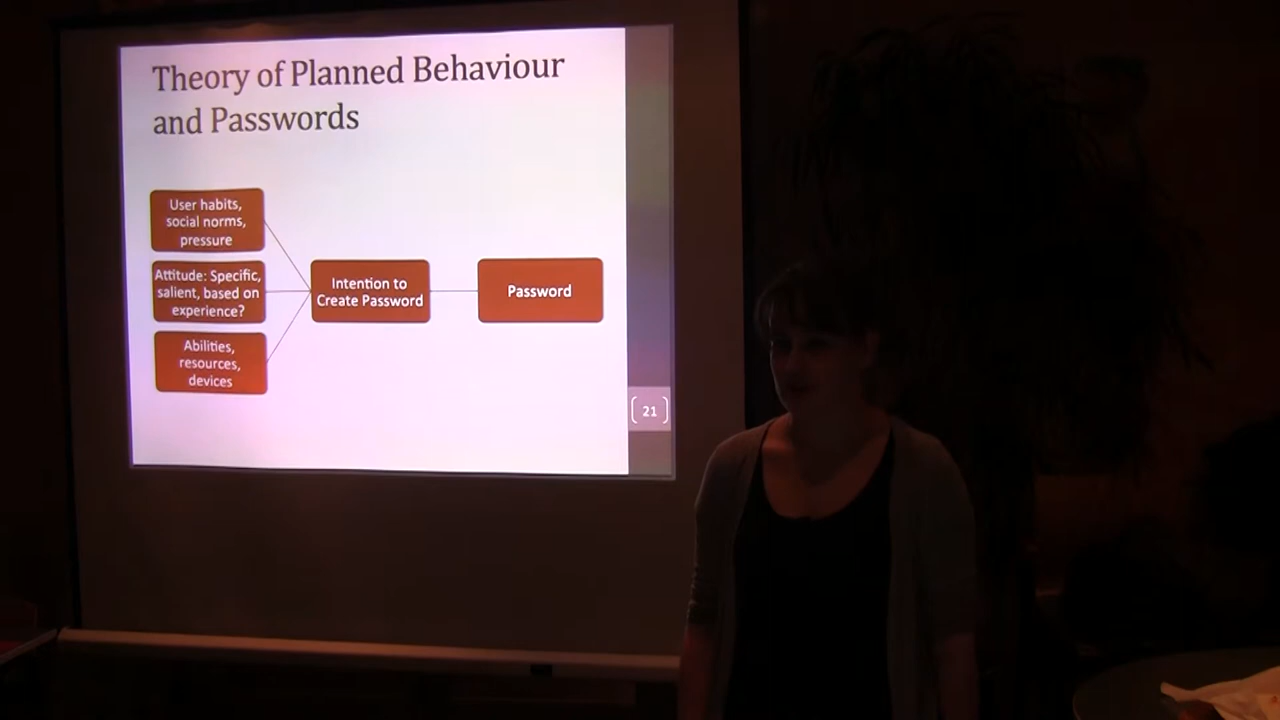 Theory of Planned Behaviour
and Passwords
User habits,
social norms,
pressure
Attitude: Specific,
salient, based on
experience?
Abilities,
resources,
devices
Intention to
Create Password
Password
21